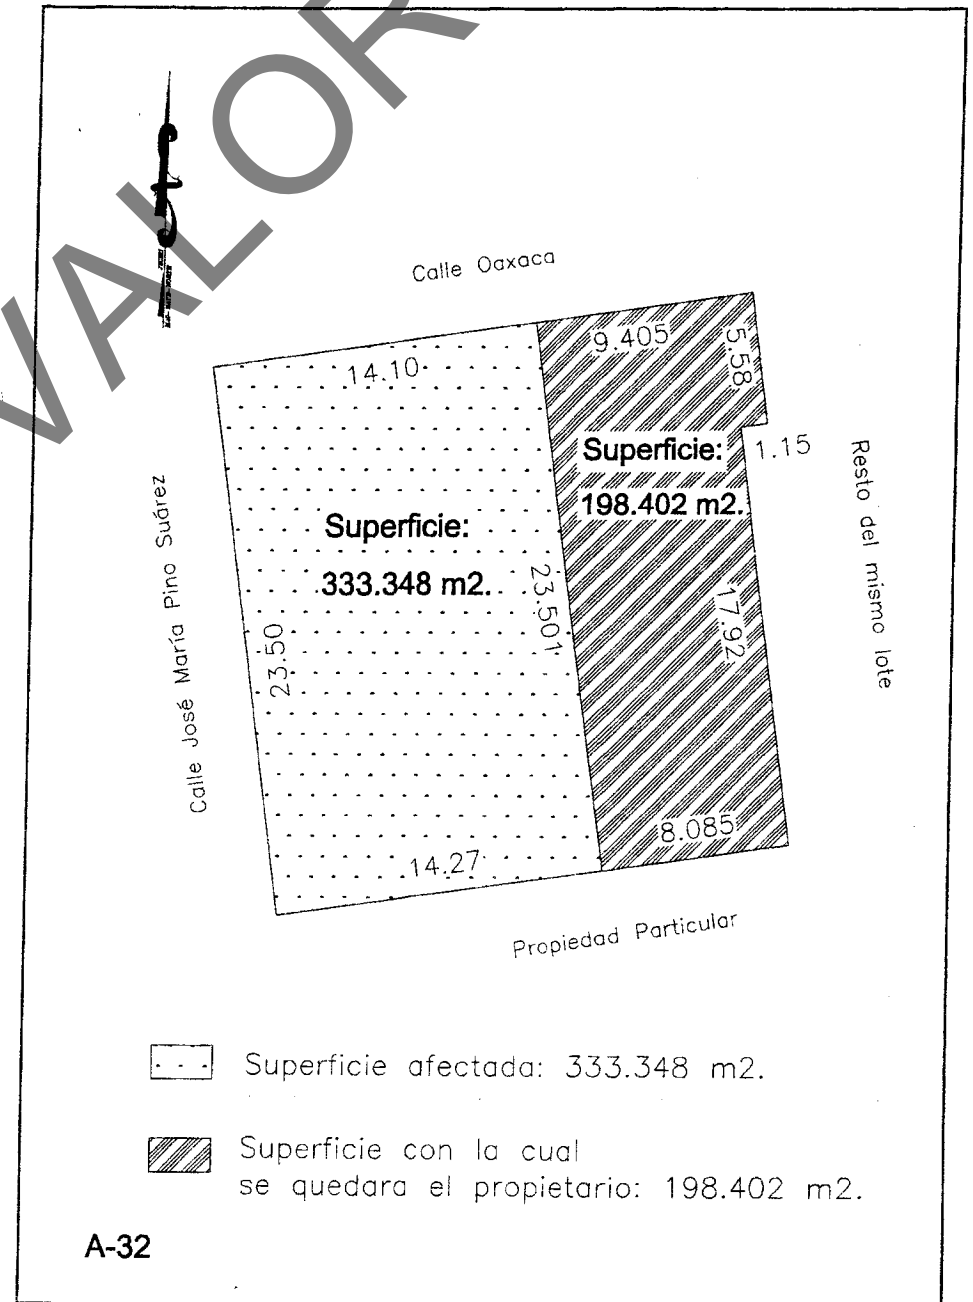 VALOR
Calle Oaxaca
14.10
9.405
5.58
1.15
Superficie:
198.402 m2.
Superficie:
333.348 m2.
Calle José María Pino Suárez
23.50
23.501
17.92
Resto del mismo lote
14.27
8.085
Propiedad Particular
Superficie afectada: 333.348 m2.
Superficie con la cual
se quedara el propietario: 198.402 m2.
A-32